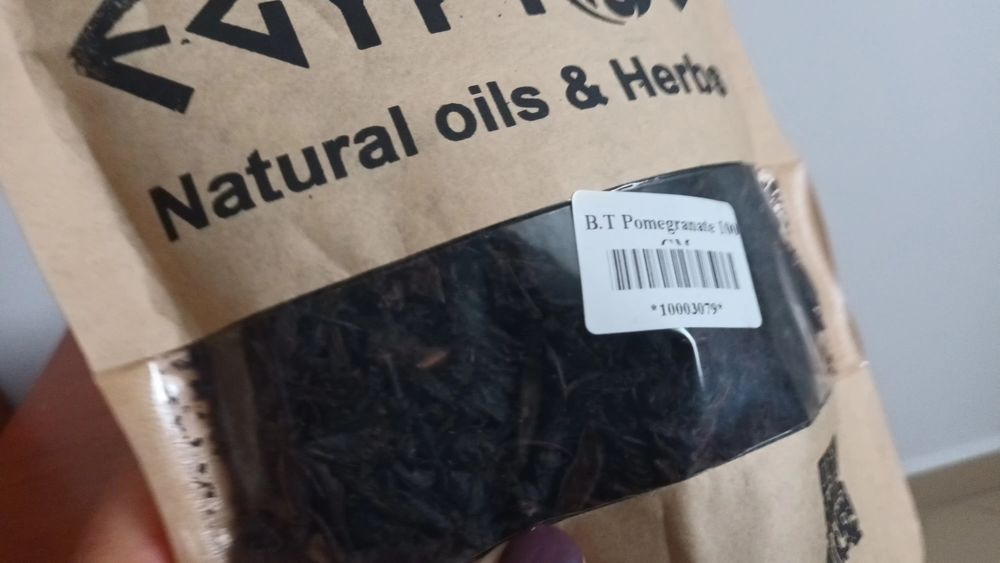 Natural oils & Herbs
B.T Pomegranate 100
GM
*10003079*